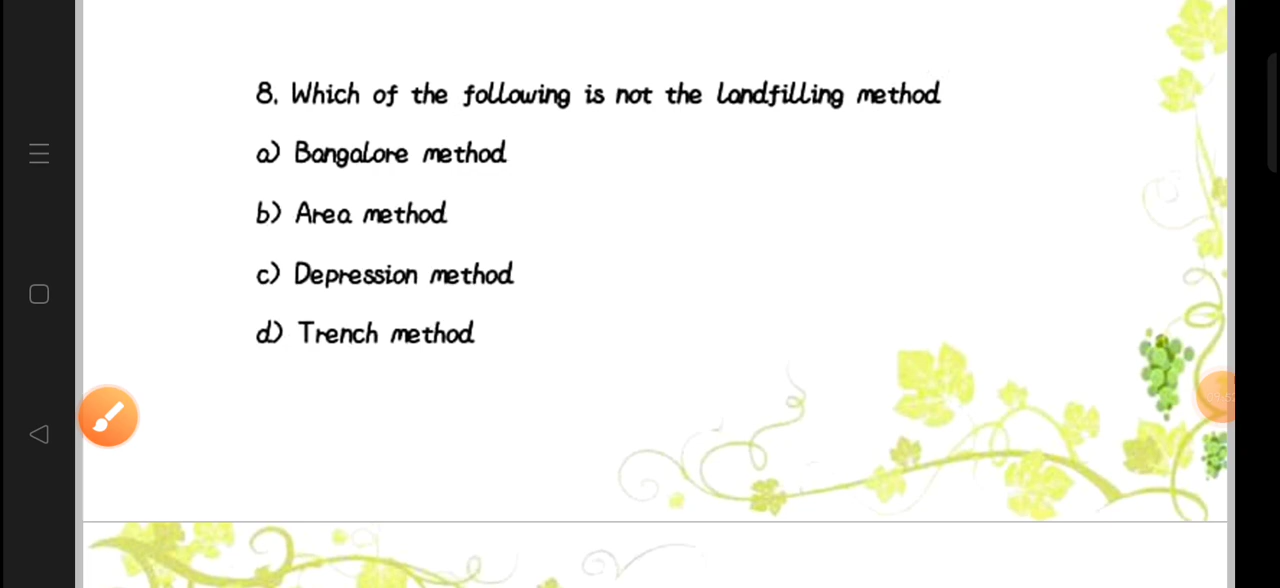 8. Which of the following is not the landfilling method
a) Bangalore method
b) Area method
c) Depression method
d) Trench method